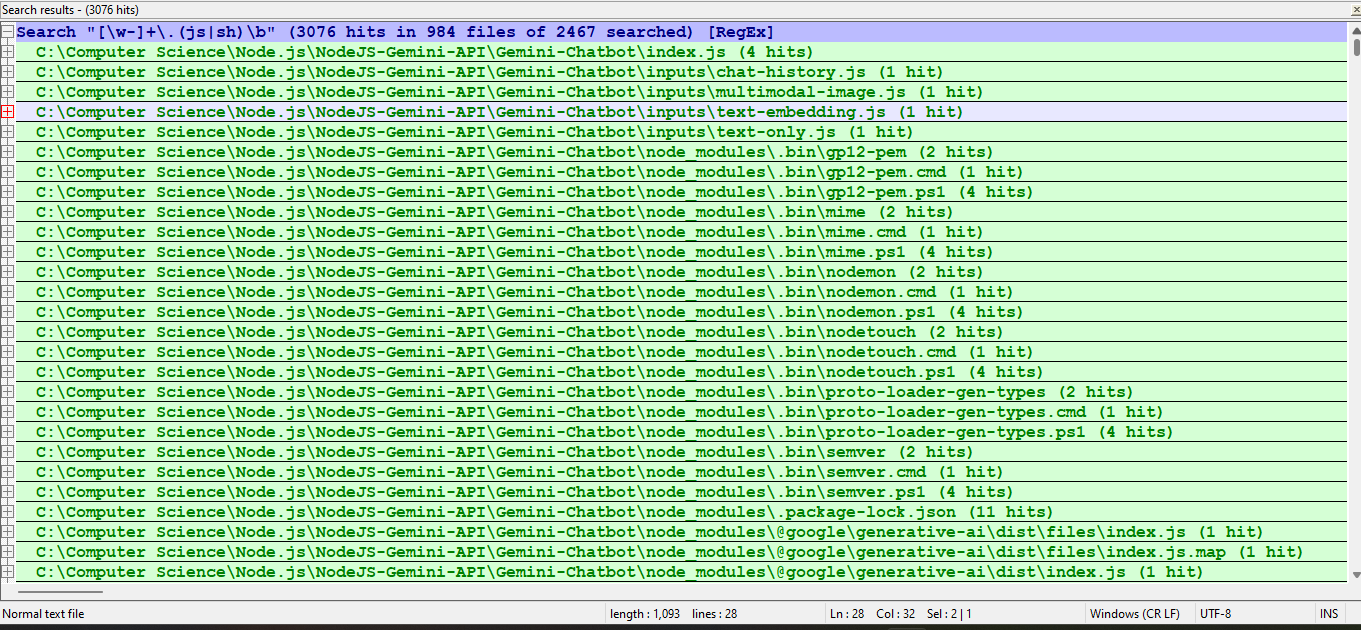 Search results - (3076 hits)
Search "[\w-]+\.(js|sh)\b" (3076 hits in 984 files of 2467 searched) [RegEx]
C:\Computer Science\Node.js\NodeJS-Gemini-API\Gemini-Chatbot\index.js (4 hits)
C:\Computer Science\Node.js\NodeJS-Gemini-API\Gemini-Chatbot\inputs\chat-history.js (1 hit)
C:\Computer Science\Node.js\NodeJS-Gemini-API\Gemini-Chatbot\inputs\multimodal-image.js (1 hit)
C:\Computer Science\Node.js\NodeJS-Gemini-API\Gemini-Chatbot\inputs\text-embedding.js (1 hit)
C:\Computer Science\Node.js\NodeJS-Gemini-API\Gemini-Chatbot\inputs\text-only.js (1 hit)
C:\Computer Science\Node.js\NodeJS-Gemini-API\Gemini-Chatbot\node_modules\.bin\gp12-pem (2 hits)
C:\Computer Science\Node.js\NodeJS-Gemini-API\Gemini-Chatbot\node_modules\.bin\gp12-pem.cmd (1 hit)
C:\Computer Science\Node.js\NodeJS-Gemini-API\Gemini-Chatbot\node_modules\.bin\gp12-pem.ps1 (4 hits)
C:\Computer Science\Node.js\NodeJS-Gemini-API\Gemini-Chatbot\node_modules\.bin\mime (2 hits)
C:\Computer Science\Node.js\NodeJS-Gemini-API\Gemini-Chatbot\node_modules\.bin\mime.cmd (1 hit)
C:\Computer Science\Node.js\NodeJS-Gemini-API\Gemini-Chatbot\node_modules\.bin\mime.ps1 (4 hits)
C:\Computer Science\Node.js\NodeJS-Gemini-API\Gemini-Chatbot\node_modules\.bin\nodemon (2 hits)
C:\Computer Science\Node.js\NodeJS-Gemini-API\Gemini-Chatbot\node_modules\.bin\nodemon.cmd (1 hit)
C:\Computer Science\Node.js\NodeJS-Gemini-API\Gemini-Chatbot\node_modules\.bin\nodemon.ps1 (4 hits)
C:\Computer Science\Node.js\NodeJS-Gemini-API\Gemini-Chatbot\node_modules\.bin\nodetouch (2 hits)
C:\Computer Science\Node.js\NodeJS-Gemini-API\Gemini-Chatbot\node_modules\.bin\nodetouch.cmd (1 hit)
C:\Computer Science\Node.js\NodeJS-Gemini-API\Gemini-Chatbot\node_modules\.bin\nodetouch.ps1 (4 hits)
C:\Computer Science\Node.js\NodeJS-Gemini-API\Gemini-Chatbot\node_modules\.bin\proto-loader-gen-types (2 hits)
C:\Computer Science\Node.js\NodeJS-Gemini-API\Gemini-Chatbot\node_modules\.bin\proto-loader-gen-types.cmd (1 hit)
C:\Computer Science\Node.js\NodeJS-Gemini-API\Gemini-Chatbot\node_modules\.bin\proto-loader-gen-types.ps1 (4 hits)
C:\Computer Science\Node.js\NodeJS-Gemini-API\Gemini-Chatbot\node_modules\.bin\semver (2 hits)
C:\Computer Science\Node.js\NodeJS-Gemini-API\Gemini-Chatbot\node_modules\.bin\semver.cmd (1 hit)
C:\Computer Science\Node.js\NodeJS-Gemini-API\Gemini-Chatbot\node_modules\.bin\semver.ps1 (4 hits)
C:\Computer Science\Node.js\NodeJS-Gemini-API\Gemini-Chatbot\node_modules\.package-lock.json (11 hits)
C:\Computer Science\Node.js\NodeJS-Gemini-API\Gemini-Chatbot\node_modules\@google\generative-ai\dist\files\index.js (1 hit)
C:\Computer Science\Node.js\NodeJS-Gemini-API\Gemini-Chatbot\node_modules\@google\generative-ai\dist\files\index.js.map (1 hit)
C:\Computer Science\Node.js\NodeJS-Gemini-API\Gemini-Chatbot\node_modules\@google\generative-ai\dist\index.js (1 hit)
Normal text file length : 1,093 lines : 28 Ln : 28 Col : 32 Sel : 2 | 1 Windows (CR LF) UTF-8 INS